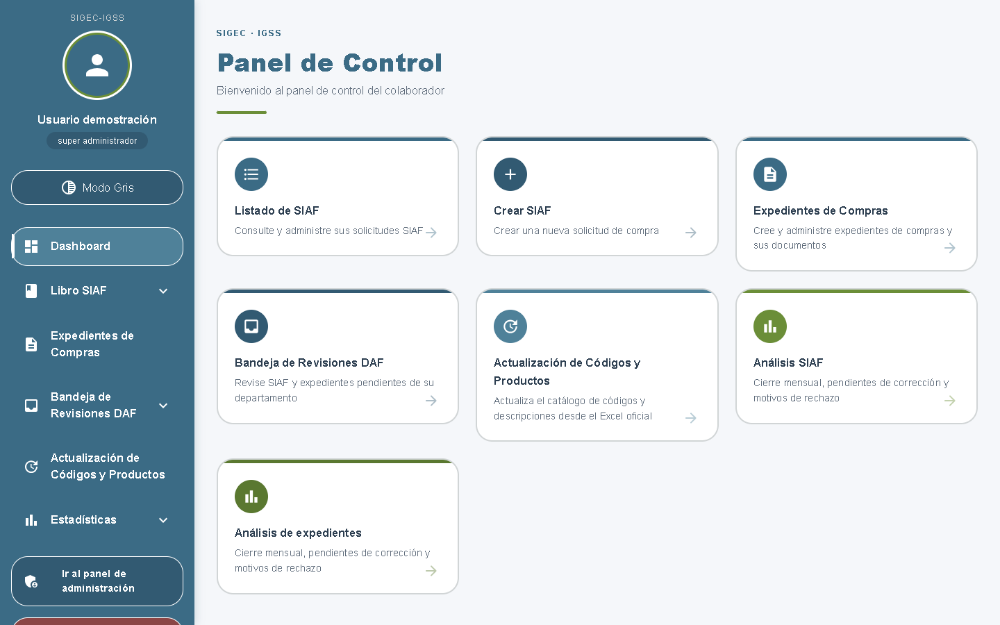 SIGEC-IGSS
Usuario demostración
super administrador
Modo Gris
Dashboard
Libro SIAF
Expedientes de
Compras
Bandeja de
Revisiones DAF
Actualización de
Códigos y Productos
Estadísticas
Ir al panel de
administración
SIGEC · IGSS
Panel de Control
Bienvenido al panel de control del colaborador
Listado de SIAF
Consulte y administre sus solicitudes SIAF
Crear SIAF
Crear una nueva solicitud de compra
Expedientes de Compras
Cree y administre expedientes de compras y
sus documentos
Bandeja de Revisiones DAF
Revise SIAF y expedientes pendientes de su
departamento
Actualización de Códigos y
Productos
Actualiza el catálogo de códigos y
descripciones desde el Excel oficial
Análisis SIAF
Cierre mensual, pendientes de corrección y
motivos de rechazo
Análisis de expedientes
Cierre mensual, pendientes de corrección y
motivos de rechazo